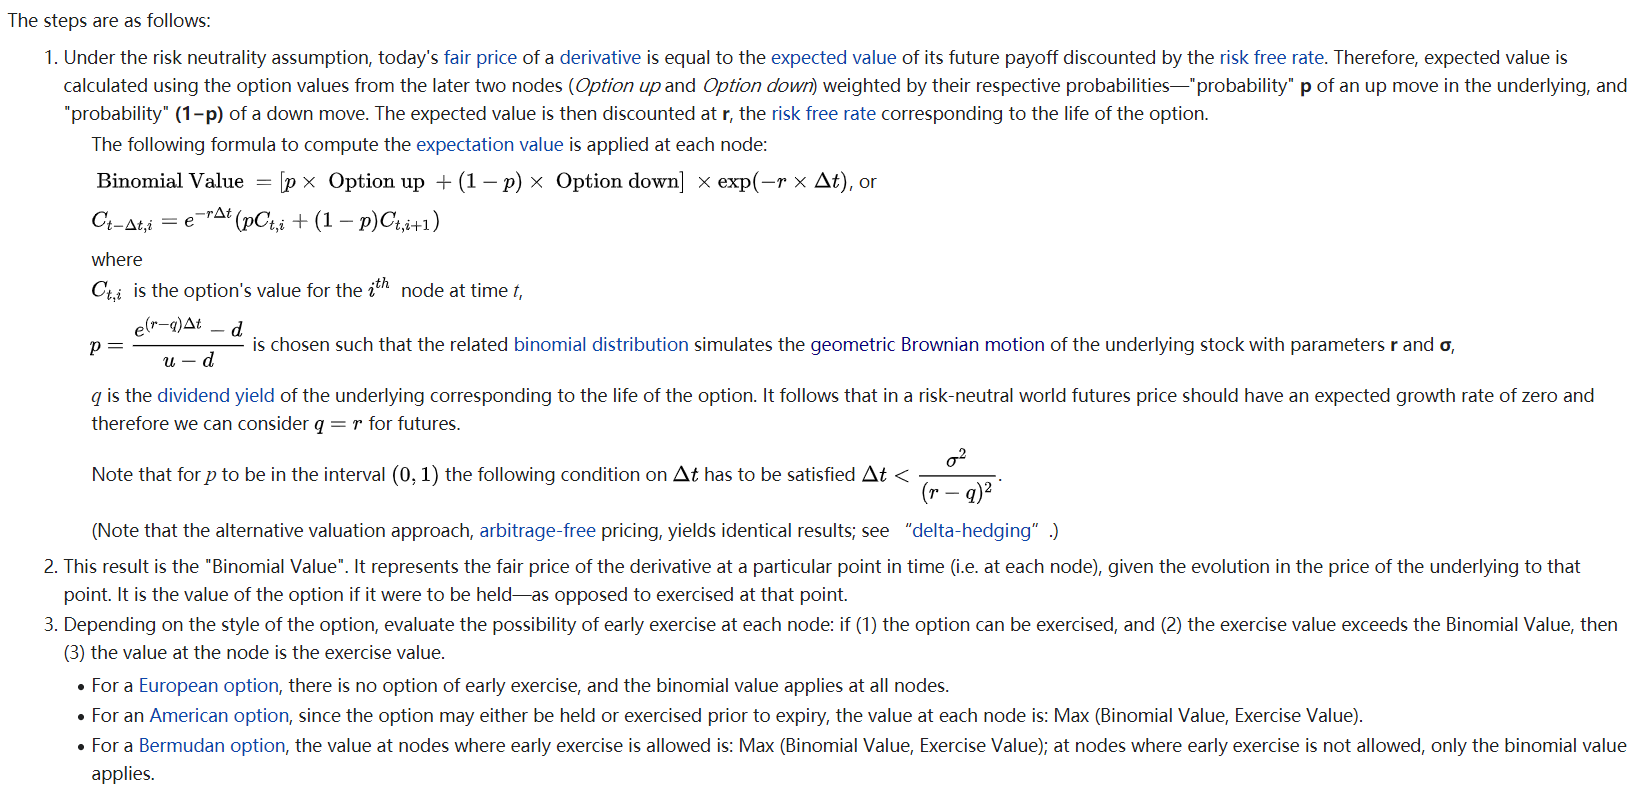 The steps are as follows:
1. Under the risk neutrality assumption, today's fair price of a derivative is equal to the expected value of its future payoff discounted by the risk free rate. Therefore, expected value is
calculated using the option values from the later two nodes (Option up and Option down) weighted by their respective probabilities—"probability" p of an up move in the underlying, and
"probability" (1−p) of a down move. The expected value is then discounted at r, the risk free rate corresponding to the life of the option.
The following formula to compute the expectation value is applied at each node:
Binomial Value = [p × Option up + (1 − p) × Option down] × exp(−r × Δt), or
C_{t−Δt,i} = e^{−rΔt}(pC_{t,i} + (1 − p)C_{t,i+1})
where
C_{t,i} is the option's value for the i^{th} node at time t,
p = \frac{e^{(r−q)Δt} − d}{u − d} is chosen such that the related binomial distribution simulates the geometric Brownian motion of the underlying stock with parameters r and σ,
q is the dividend yield of the underlying corresponding to the life of the option. It follows that in a risk-neutral world futures price should have an expected growth rate of zero and
therefore we can consider q = r for futures.
Note that for p to be in the interval (0, 1) the following condition on Δt has to be satisfied Δt < \frac{σ^2}{(r − q)^2}.
(Note that the alternative valuation approach, arbitrage-free pricing, yields identical results; see “delta-hedging” .)
2. This result is the "Binomial Value". It represents the fair price of the derivative at a particular point in time (i.e. at each node), given the evolution in the price of the underlying to that
point. It is the value of the option if it were to be held—as opposed to exercised at that point.
3. Depending on the style of the option, evaluate the possibility of early exercise at each node: if (1) the option can be exercised, and (2) the exercise value exceeds the Binomial Value, then
(3) the value at the node is the exercise value.
• For a European option, there is no option of early exercise, and the binomial value applies at all nodes.
• For an American option, since the option may either be held or exercised prior to expiry, the value at each node is: Max (Binomial Value, Exercise Value).
• For a Bermudan option, the value at nodes where early exercise is allowed is: Max (Binomial Value, Exercise Value); at nodes where early exercise is not allowed, only the binomial value
applies.